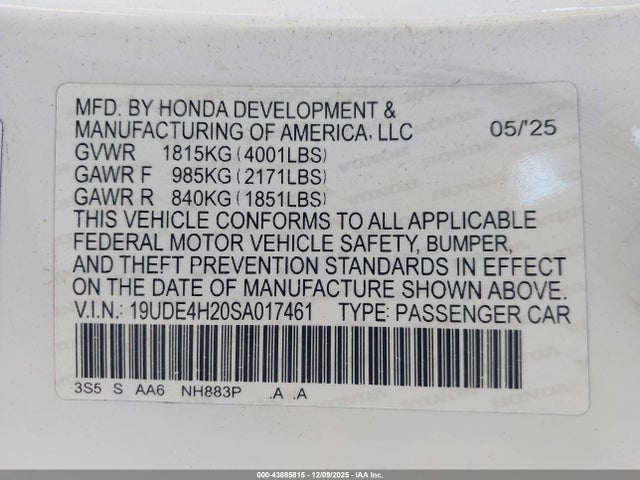 MFD. BY HONDA DEVELOPMENT &
MANUFACTURING OF AMERICA, LLC 05/'25
GVWR 1815KG (4001LBS)
GAWR F 985KG (2171LBS)
GAWR R 840KG (1851LBS)
THIS VEHICLE CONFORMS TO ALL APPLICABLE
FEDERAL MOTOR VEHICLE SAFETY, BUMPER,
AND THEFT PREVENTION STANDARDS IN EFFECT
ON THE DATE OF MANUFACTURE SHOWN ABOVE.
V.I.N.: 19UDE4H20SA017461 TYPE: PASSENGER CAR
3S5 S AA6 NH883P .A .A
000-43885815 - 12/09/2025 - IAA Inc.